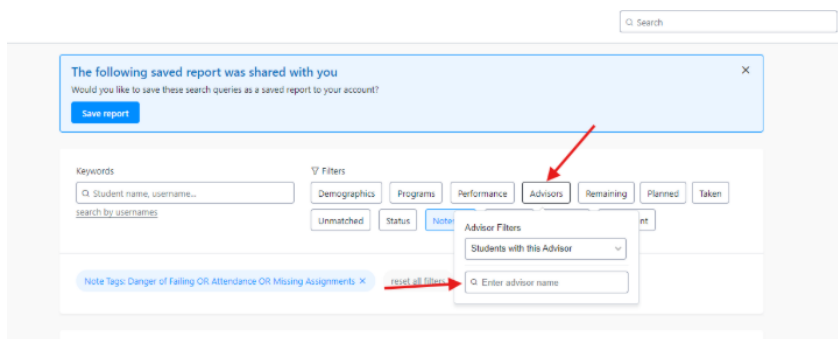 Search
The following saved report was shared with you
Would you like to save these search queries as a saved report to your account?
Save report
Keywords
Student name, username...
search by usernames
Filters
Demographics Programs Performance Advisors Remaining Planned Taken
Unmatched Status Note nt
Advisor Filters
Students with this Advisor
Enter advisor name
Note Tags: Danger of Failing OR Attendance OR Missing Assignments ×
reset all filters